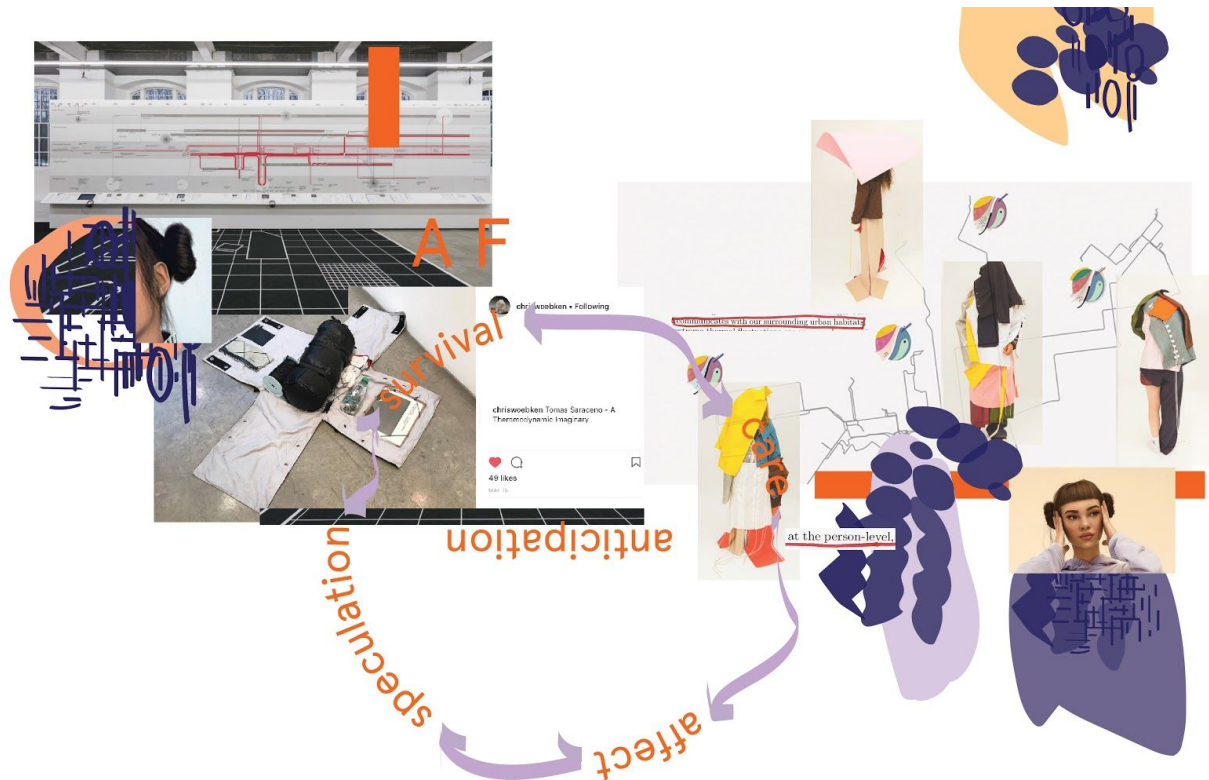 A F
chriswoebken • Following
survival
communicates with our surrounding urban habitats
chriswoebken Tomas Saraceno - A
Thermodynamic Imaginary
care
49 likes
anticipation
at the person-level,
speculation
affect